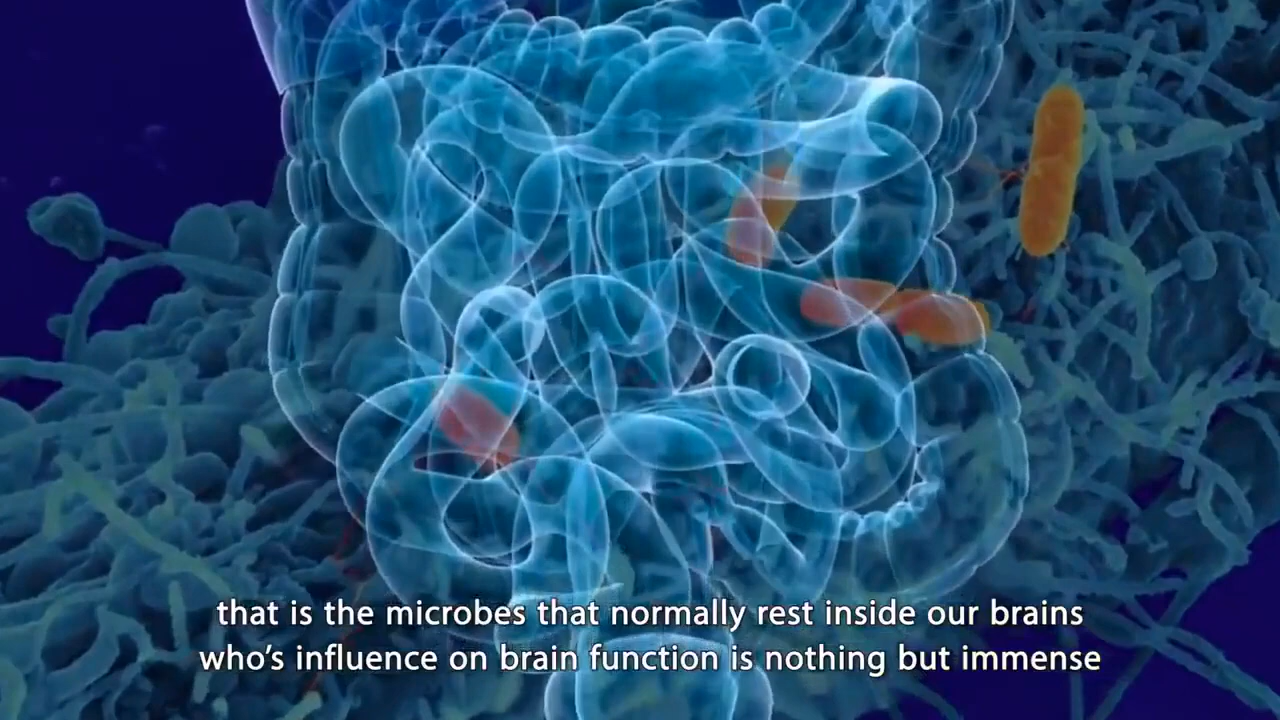 that is the microbes that normally rest inside our brains
who's influence on brain function is nothing but immense